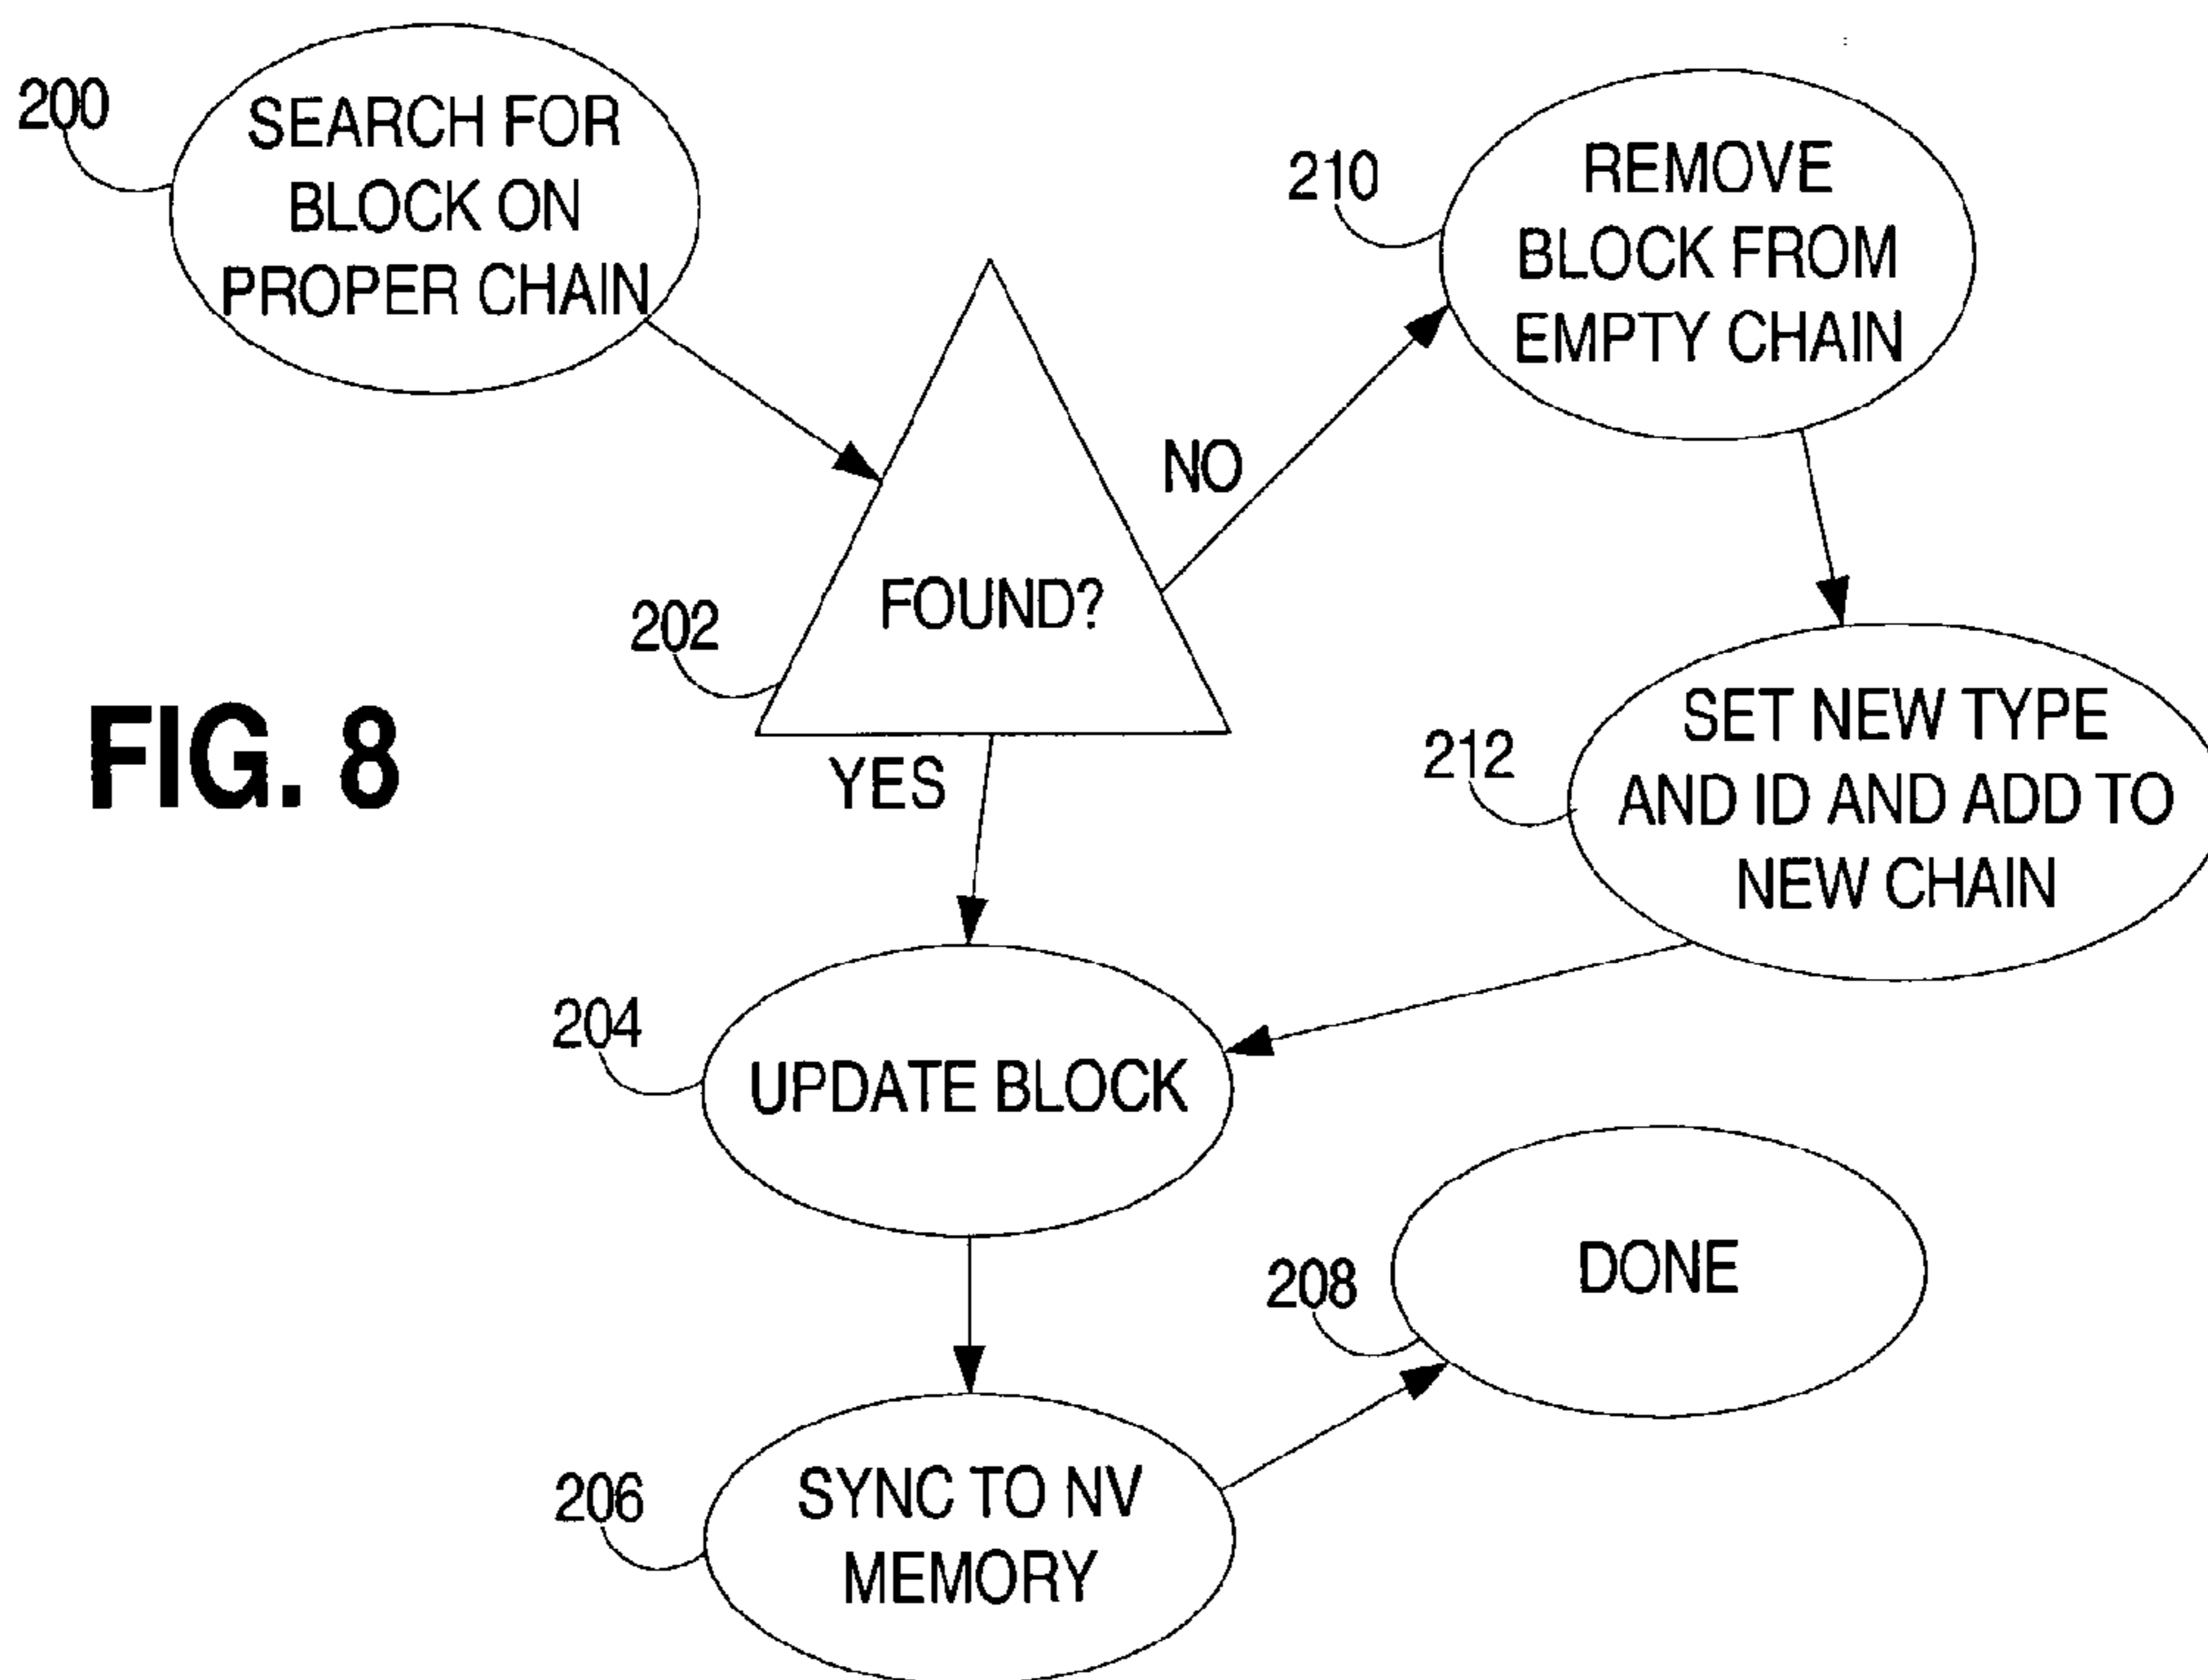 200
SEARCH FOR
BLOCK ON
PROPER CHAIN
210
REMOVE
BLOCK FROM
EMPTY CHAIN
NO
202
FOUND?
FIG. 8
YES
212
SET NEW TYPE
AND ID AND ADD TO
NEW CHAIN
204
UPDATE BLOCK
208
DONE
206
SYNC TO NV
MEMORY